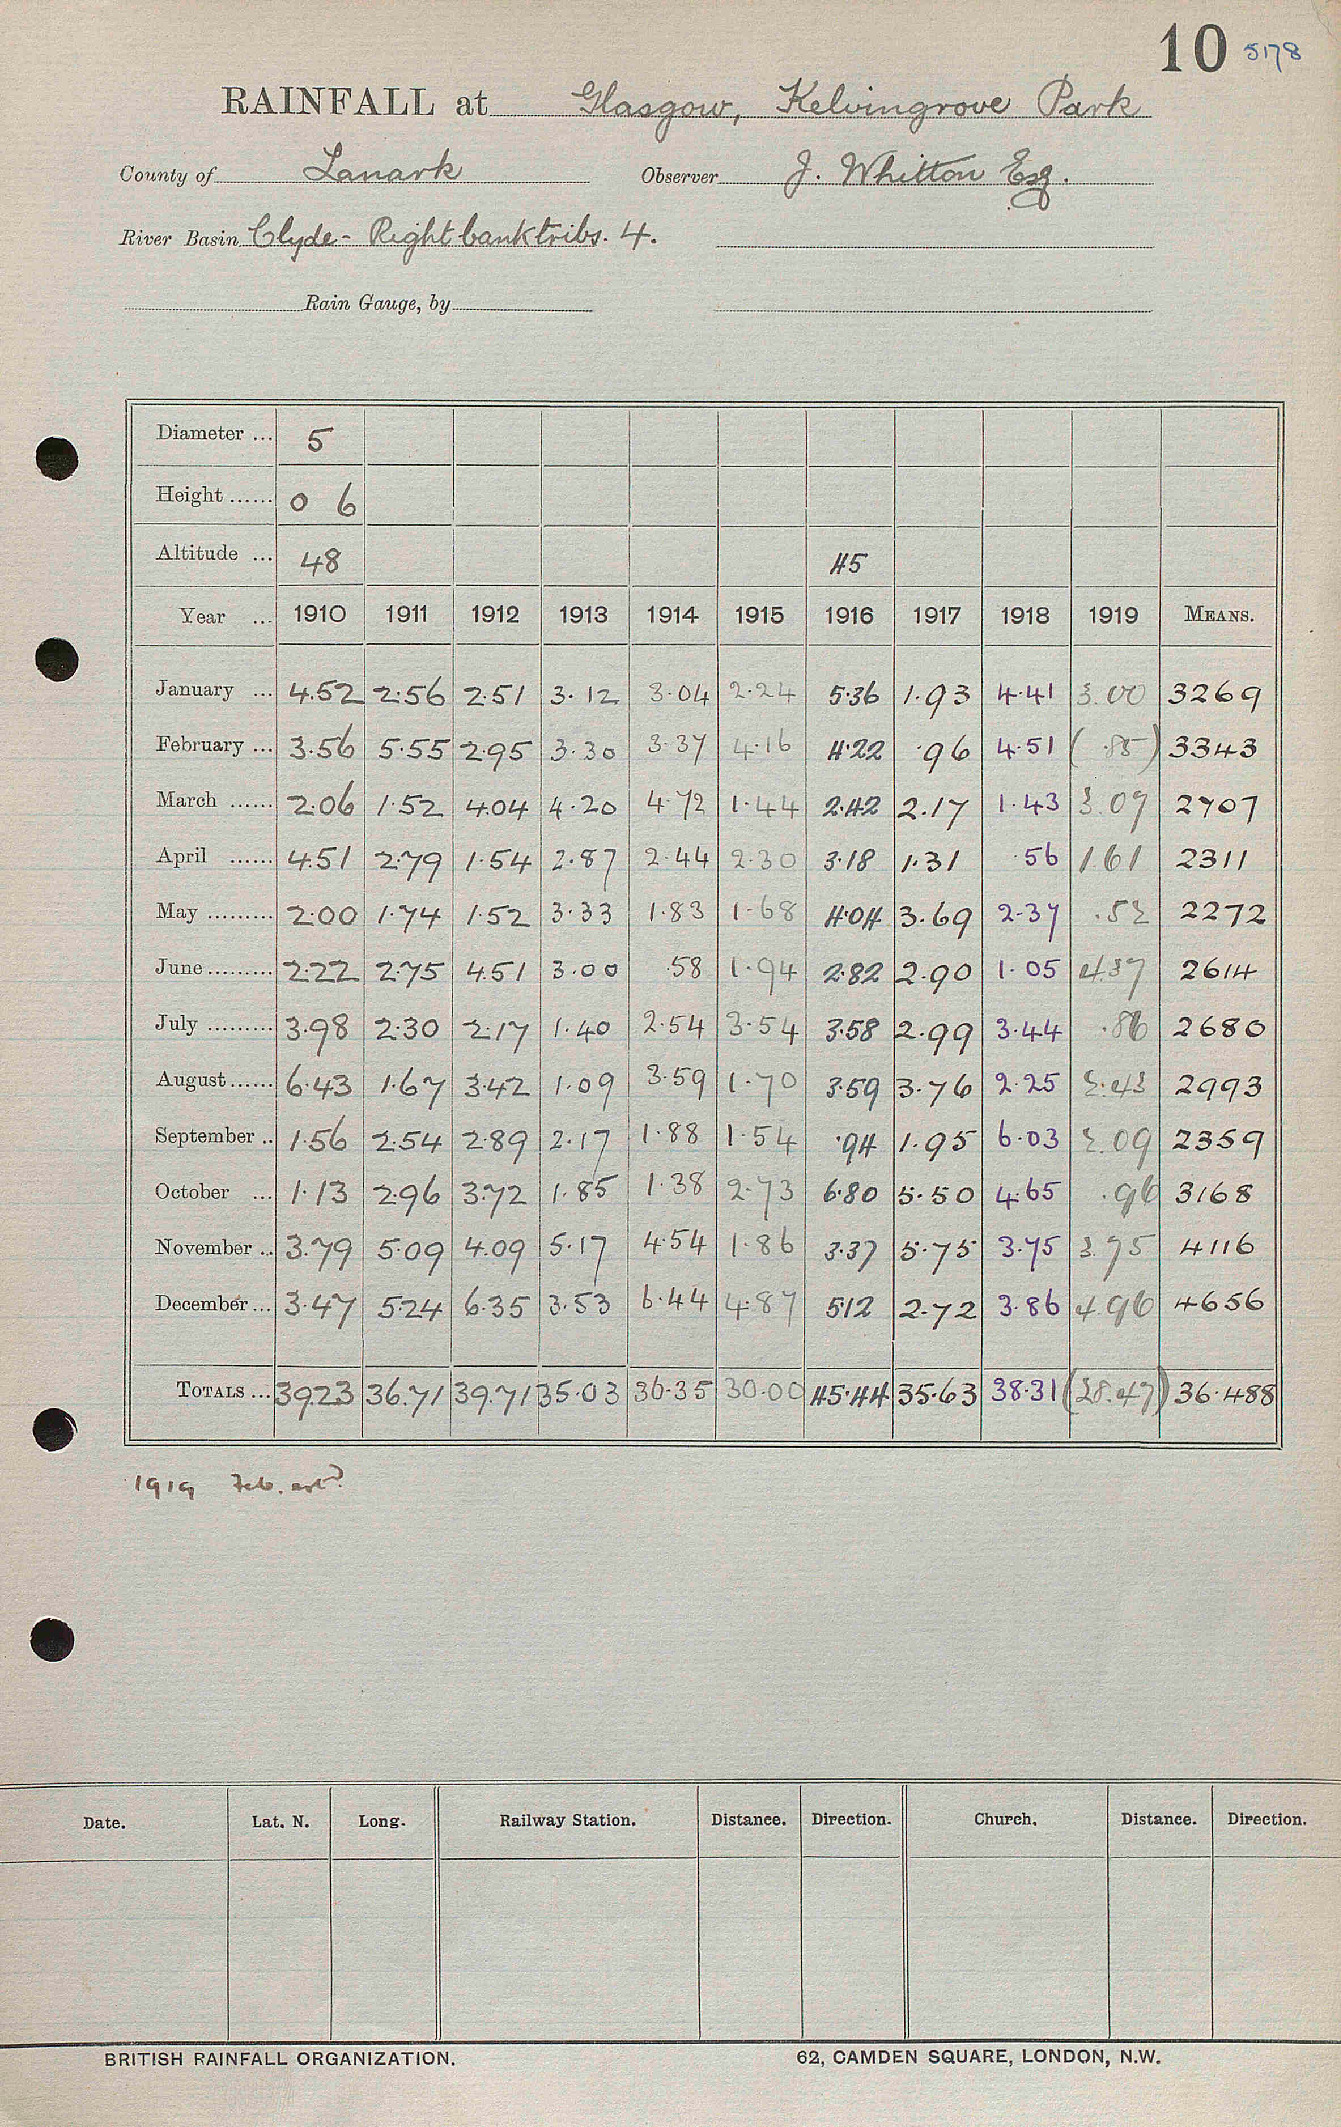 10 5178
RAINFALL at Glasgow, Kelvingrove Park
County of Lanark Observer J. Whitton Esq.
River Basin Clyde - Right bank tribs. 4.
Rain Gauge, by
Diameter ... 5
Height ...... 0 6
Altitude ... 48 45
Year ... 1910 1911 1912 1913 1914 1915 1916 1917 1918 1919 MEANS.
January ... 4.52 2.56 2.51 3.12 3.04 2.24 5.36 1.93 4.41 3.00 3269
February ... 3.56 5.55 2.95 3.30 3.37 4.16 4.22 .96 4.51 ( .85) 3343
March ...... 2.06 1.52 4.04 4.20 4.72 1.44 2.42 2.17 1.43 3.07 2707
April ...... 4.51 2.79 1.54 2.87 2.44 2.30 3.18 1.31 .56 1.61 2311
May ......... 2.00 1.74 1.52 3.33 1.83 1.68 4.04 3.69 2.37 .52 2272
June ......... 2.22 2.75 4.51 3.00 .58 1.94 2.82 2.90 1.05 4.37 2614
July ......... 3.98 2.30 2.17 1.40 2.54 3.54 3.58 2.99 3.44 .86 2680
August ...... 6.43 1.67 3.42 1.09 3.59 1.70 3.59 3.76 2.25 2.43 2993
September .. 1.56 2.54 2.89 2.17 1.88 1.54 .94 1.95 6.03 2.09 2359
October ... 1.13 2.96 3.72 1.85 1.38 2.73 6.80 5.50 4.65 .96 3168
November .. 3.79 5.09 4.09 5.17 4.54 1.86 3.37 5.75 3.75 3.75 4116
December ... 3.47 5.24 6.35 3.53 6.44 4.87 5.12 2.72 3.86 4.96 4656
TOTALS ... 39.23 36.71 39.71 35.03 36.35 30.00 45.44 35.63 38.31 (28.47) 36.488
1919 Feb. est?
Date. Lat. N. Long. Railway Station. Distance. Direction. Church. Distance. Direction.
BRITISH RAINFALL ORGANIZATION. 62, CAMDEN SQUARE, LONDON, N.W.